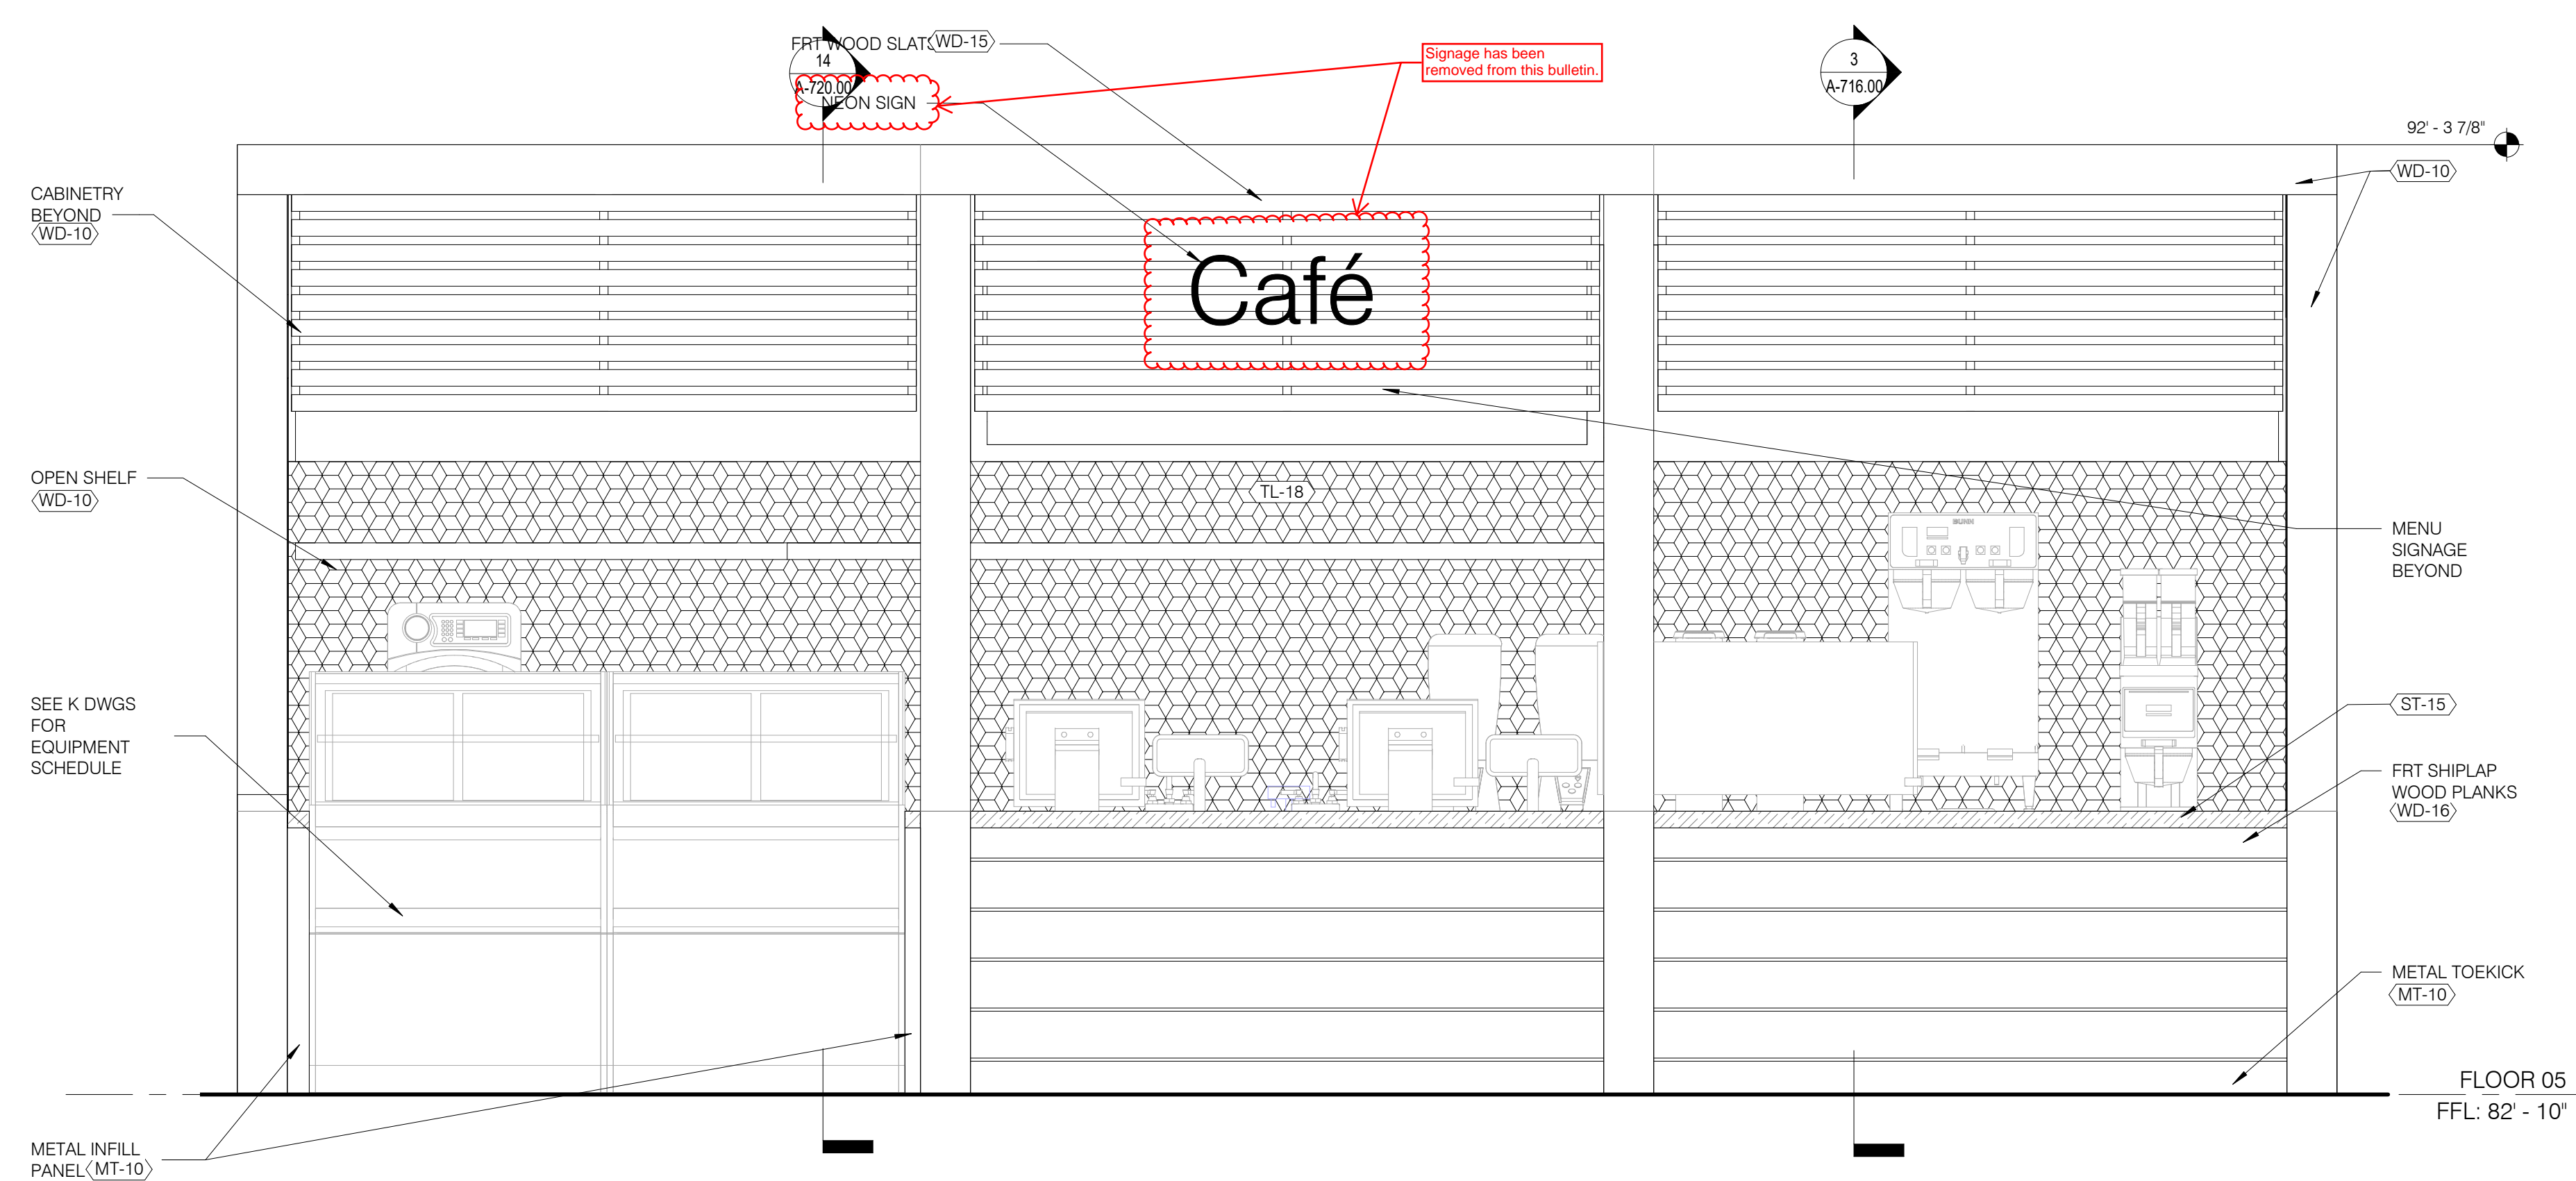 FRT WOOD SLATS
WD-15
14
A-720.00
NEON SIGN
Signage has been
removed from this bulletin.
3
A-716.00
92' - 3 7/8"
WD-10
CABINETRY
BEYOND
WD-10
Café
OPEN SHELF
WD-10
TL-18
BUNN
MENU
SIGNAGE
BEYOND
SEE K DWGS
FOR
EQUIPMENT
SCHEDULE
ST-15
FRT SHIPLAP
WOOD PLANKS
WD-16
METAL TOEKICK
MT-10
FLOOR 05
FFL: 82' - 10"
METAL INFILL
PANEL MT-10